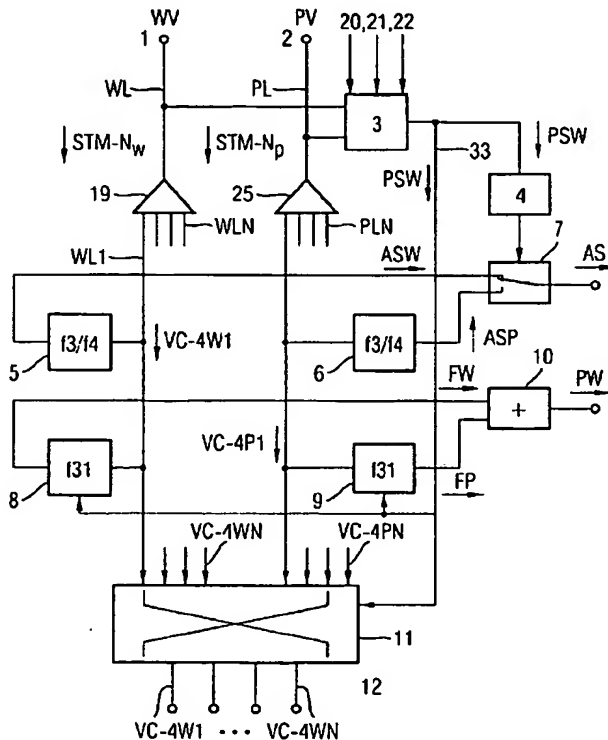 WV PV
1 2 20,21,22
WL PL
3
STM-Nw STM-Np 33 PSW
PSW
19 25 4
WLN PLN 7
WL1 ASW AS
f3/f4 VC-4W1 f3/f4
5 6 ASP
FW 10 PW
+
VC-4P1
f31 f31
8 9 FP
VC-4WN VC-4PN
11
12
VC-4W1 ··· VC-4WN